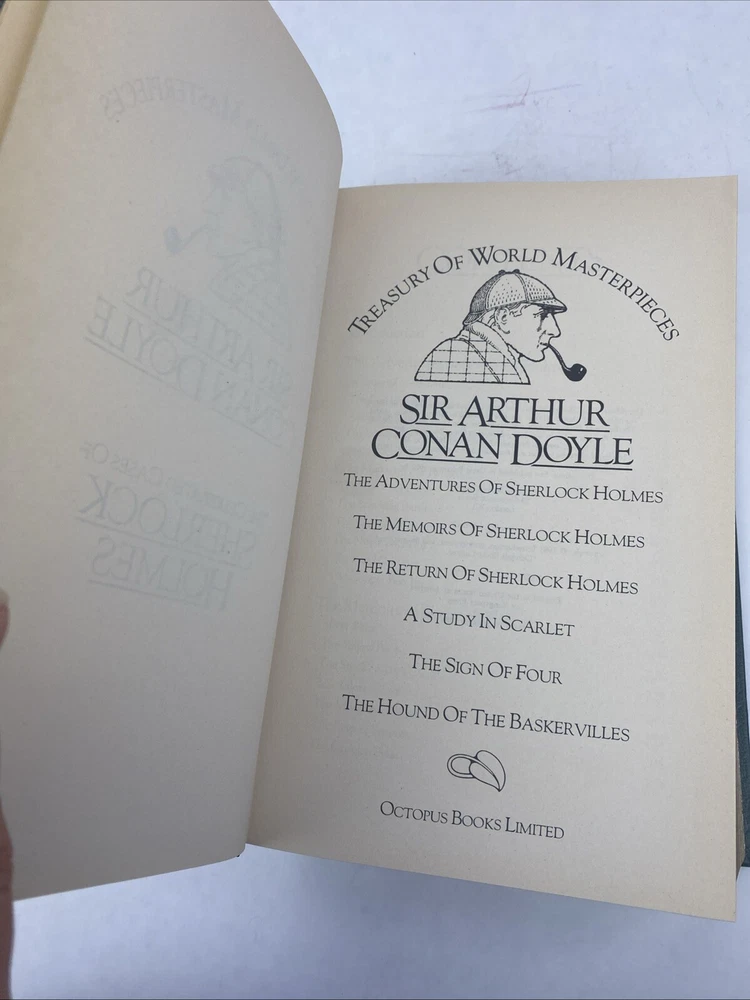 TREASURY OF WORLD MASTERPIECES
SIR ARTHUR
CONAN DOYLE
THE ADVENTURES OF SHERLOCK HOLMES
THE MEMOIRS OF SHERLOCK HOLMES
THE RETURN OF SHERLOCK HOLMES
A STUDY IN SCARLET
THE SIGN OF FOUR
THE HOUND OF THE BASKERVILLES
OCTOPUS BOOKS LIMITED